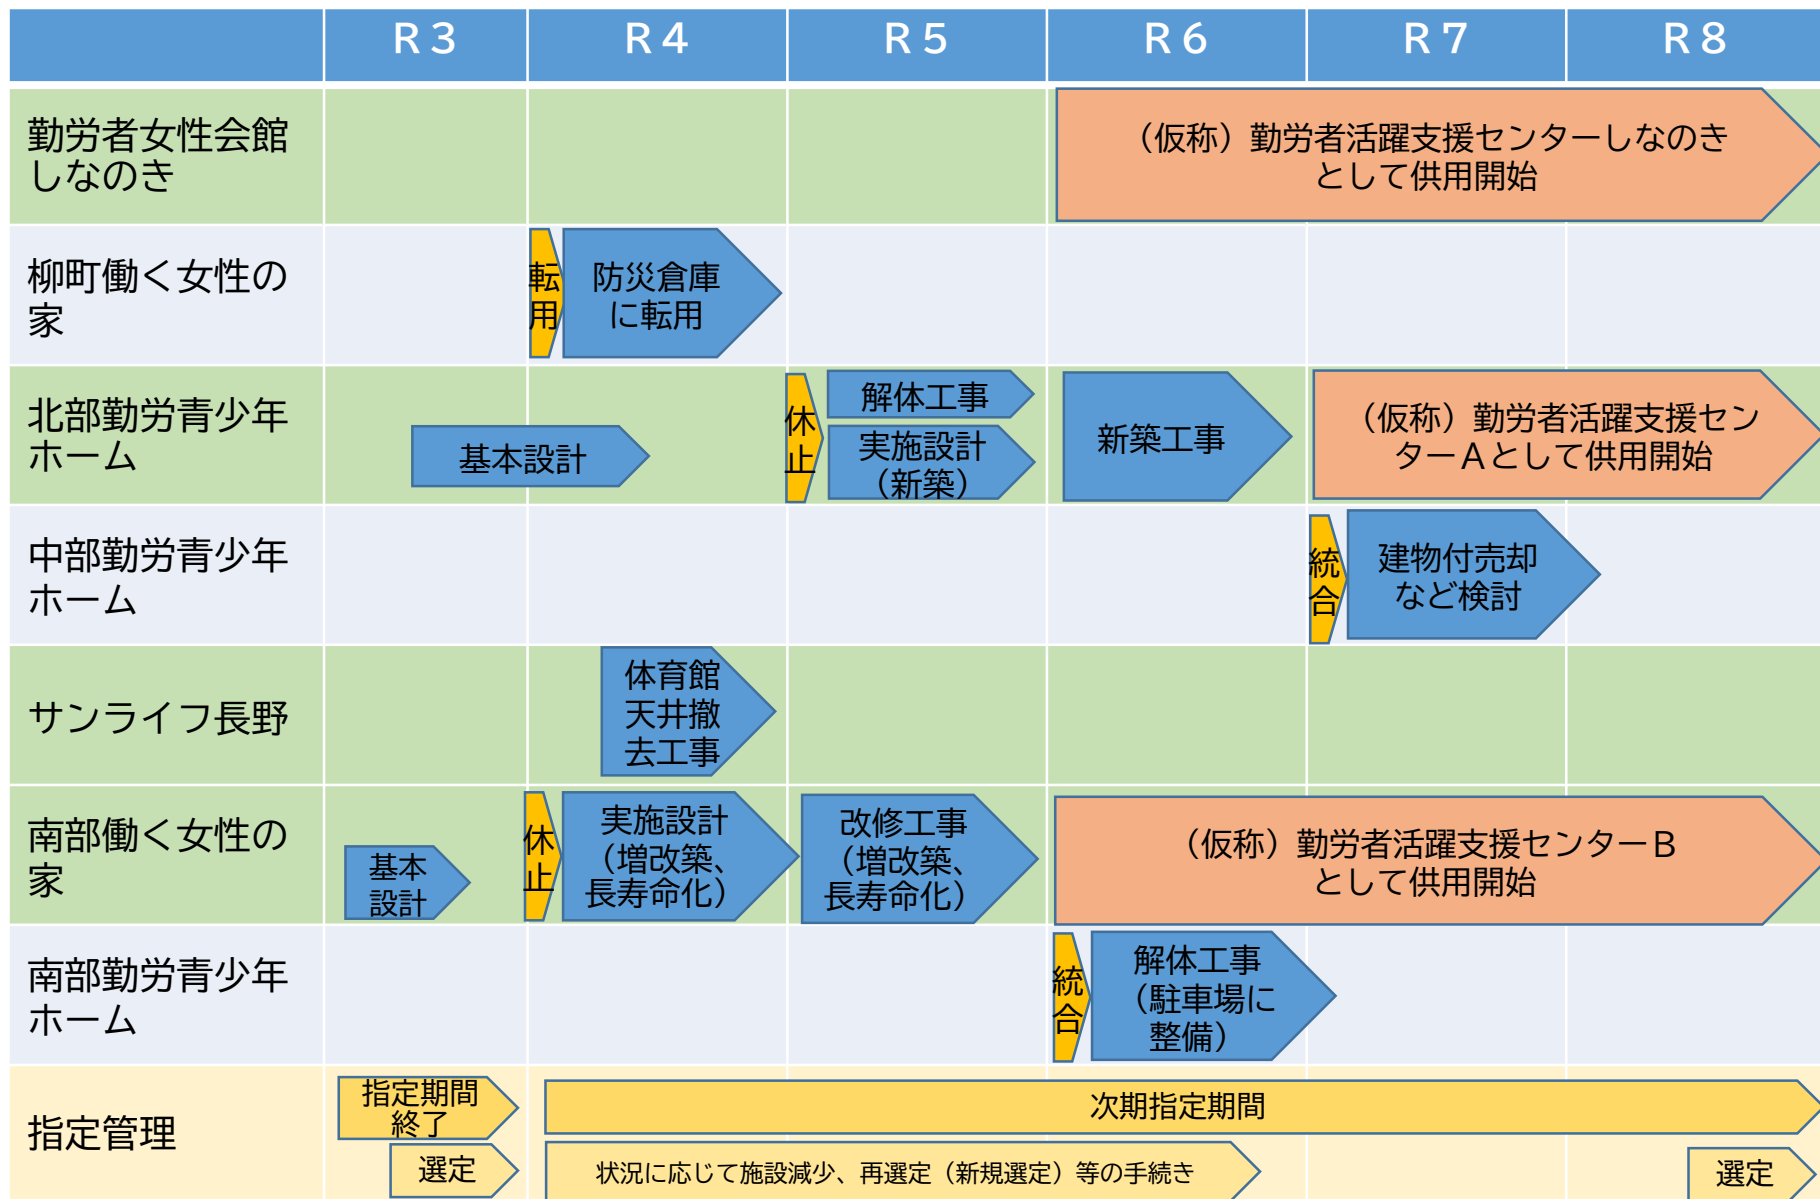 R3
R4
R5
R6
R7
R8
勤労者女性会館
しなのき
（仮称）勤労者活躍支援センターしなのき
として供用開始
柳町働く女性の
家
転
用
防災倉庫
に転用
北部勤労青少年
ホーム
基本設計
休
止
解体工事
実施設計
（新築）
新築工事
（仮称）勤労者活躍支援セン
ターAとして供用開始
中部勤労青少年
ホーム
統
合
建物付売却
など検討
サンライフ長野
体育館
天井撤
去工事
南部働く女性の
家
基本
設計
休
止
実施設計
（増改築、
長寿命化）
改修工事
（増改築、
長寿命化）
（仮称）勤労者活躍支援センターB
として供用開始
南部勤労青少年
ホーム
統
合
解体工事
（駐車場に
整備）
指定管理
指定期間
終了
次期指定期間
選定
状況に応じて施設減少、再選定（新規選定）等の手続き
選定